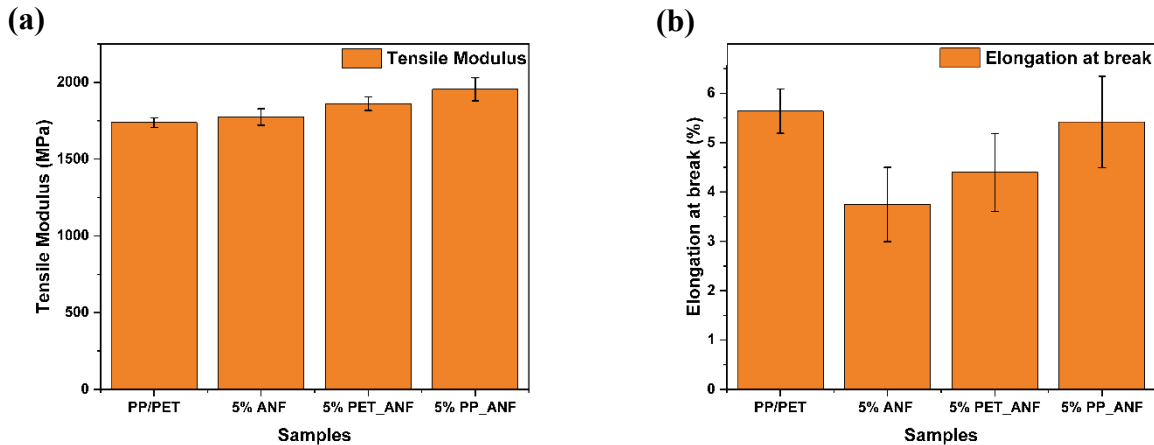 (a)
Tensile Modulus
2000
1500
1000
500
0
Tensile Modulus (MPa)
PP/PET
5% ANF
5% PET_ANF
5% PP_ANF
Samples
(b)
Elongation at break
6
5
4
3
2
1
0
Elongation at break (%)
PP/PET
5% ANF
5% PET_ANF
5% PP_ANF
Samples